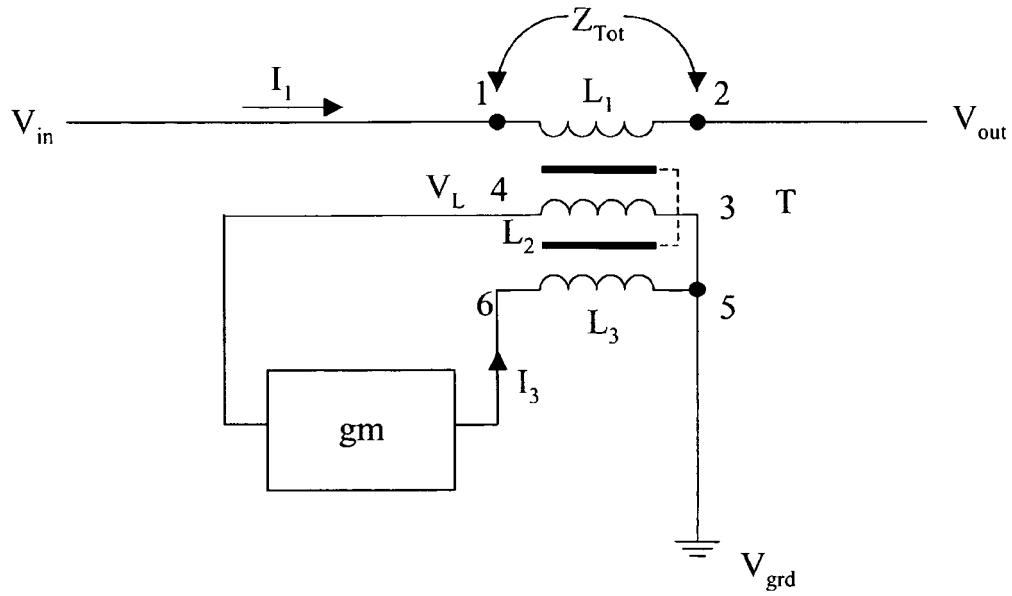 Z_Tot
I_1
1
L_1
2
V_in
V_out
V_L
4
3
T
L_2
6
5
L_3
I_3
gm
V_grd